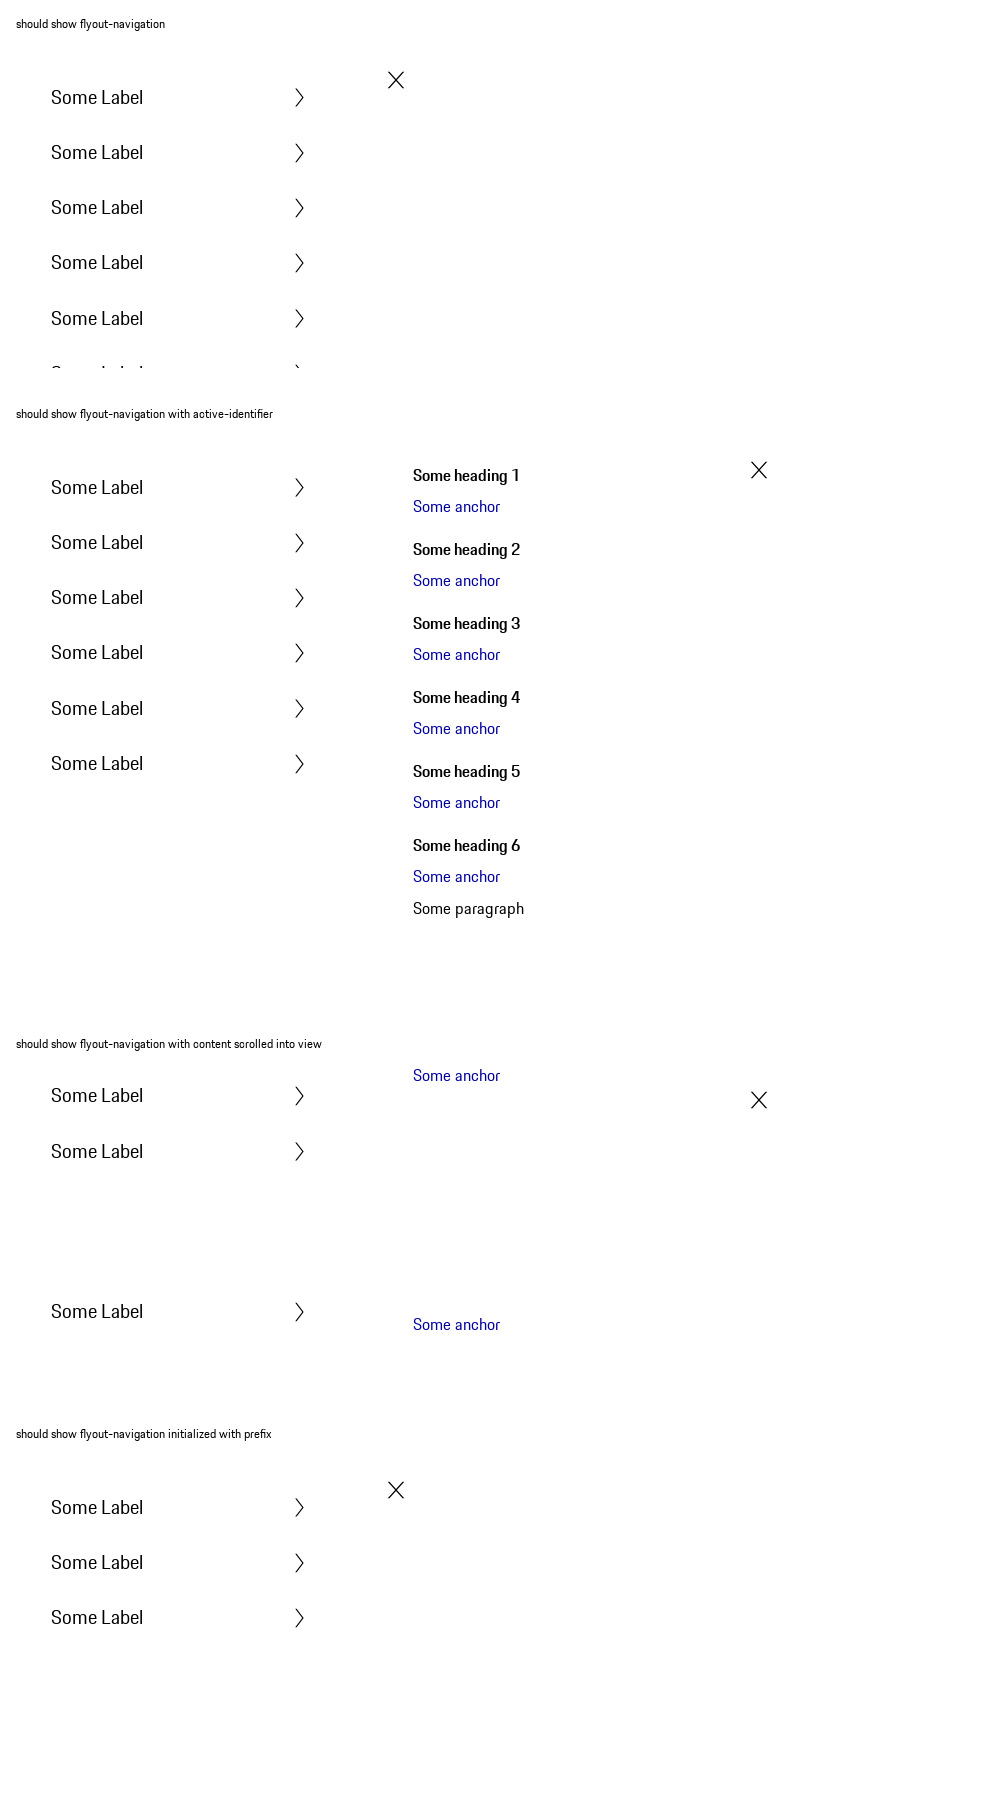 should show flyout-navigation
Some Label
Some Label
Some Label
Some Label
Some Label
should show flyout-navigation with active-identifier
Some Label
Some Label
Some Label
Some Label
Some Label
Some Label
Some heading 1
Some anchor
Some heading 2
Some anchor
Some heading 3
Some anchor
Some heading 4
Some anchor
Some heading 5
Some anchor
Some heading 6
Some anchor
Some paragraph
should show flyout-navigation with content scrolled into view
Some Label
Some Label
Some Label
Some anchor
Some anchor
should show flyout-navigation initialized with prefix
Some Label
Some Label
Some Label